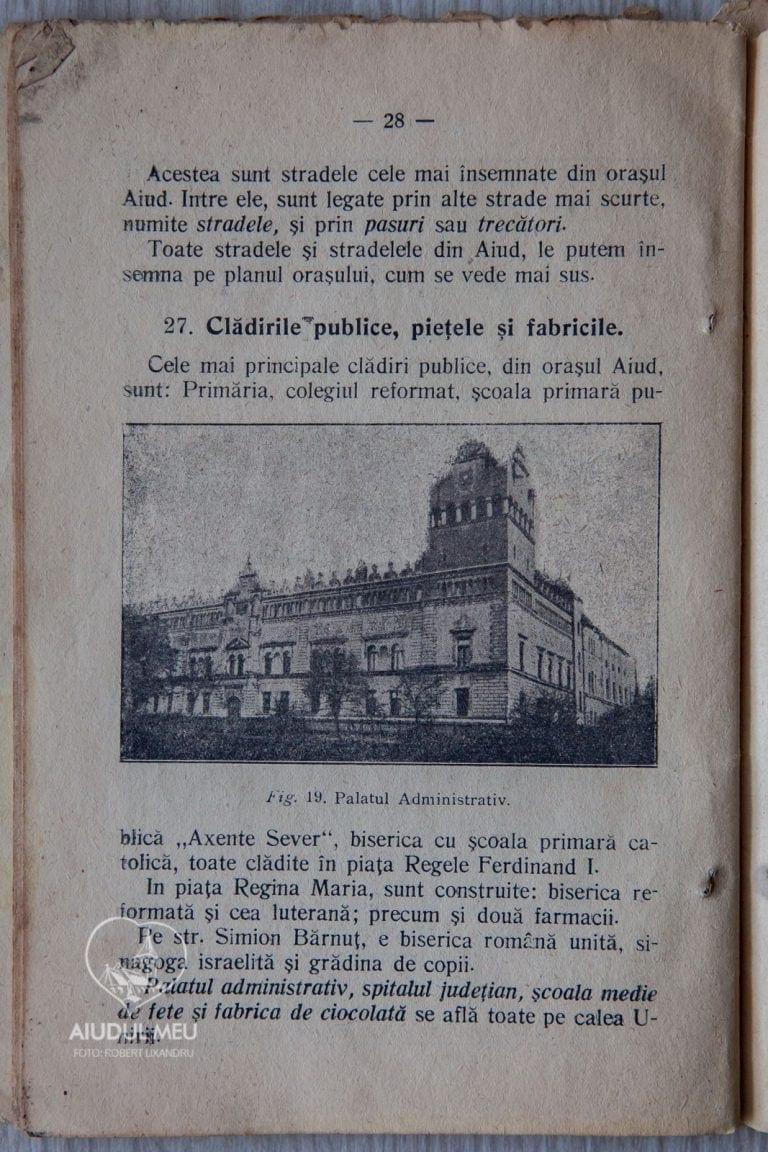 — 28 —
Acestea sunt stradele cele mai însemnate din orașul
Aiud. Intre ele, sunt legate prin alte strade mai scurte,
numite stradele, și prin pasuri sau trecători.
Toate stradele și stradelele din Aiud, le putem în-
semna pe planul orașului, cum se vede mai sus.
27. Clădirile publice, piețele și fabricile.
Cele mai principale clădiri publice, din orașul Aiud,
sunt: Primăria, colegiul reformat, școala primară pu-
Fig. 19. Palatul Administrativ.
blică „Axente Sever“, biserica cu școala primară ca-
tolică, toate clădite în piața Regele Ferdinand I.
In piața Regina Maria, sunt construite: biserica re-
formată și cea luterană; precum și două farmacii.
Pe str. Simion Bărnuț, e biserica română unită, si-
nagoga israelită și grădina de copii.
Palatul administrativ, spitalul județian, școala medie
de fete și fabrica de ciocolată se află toate pe calea U-
nirii.
AIUDUL MEU
FOTO: ROBERT LIXANDRU